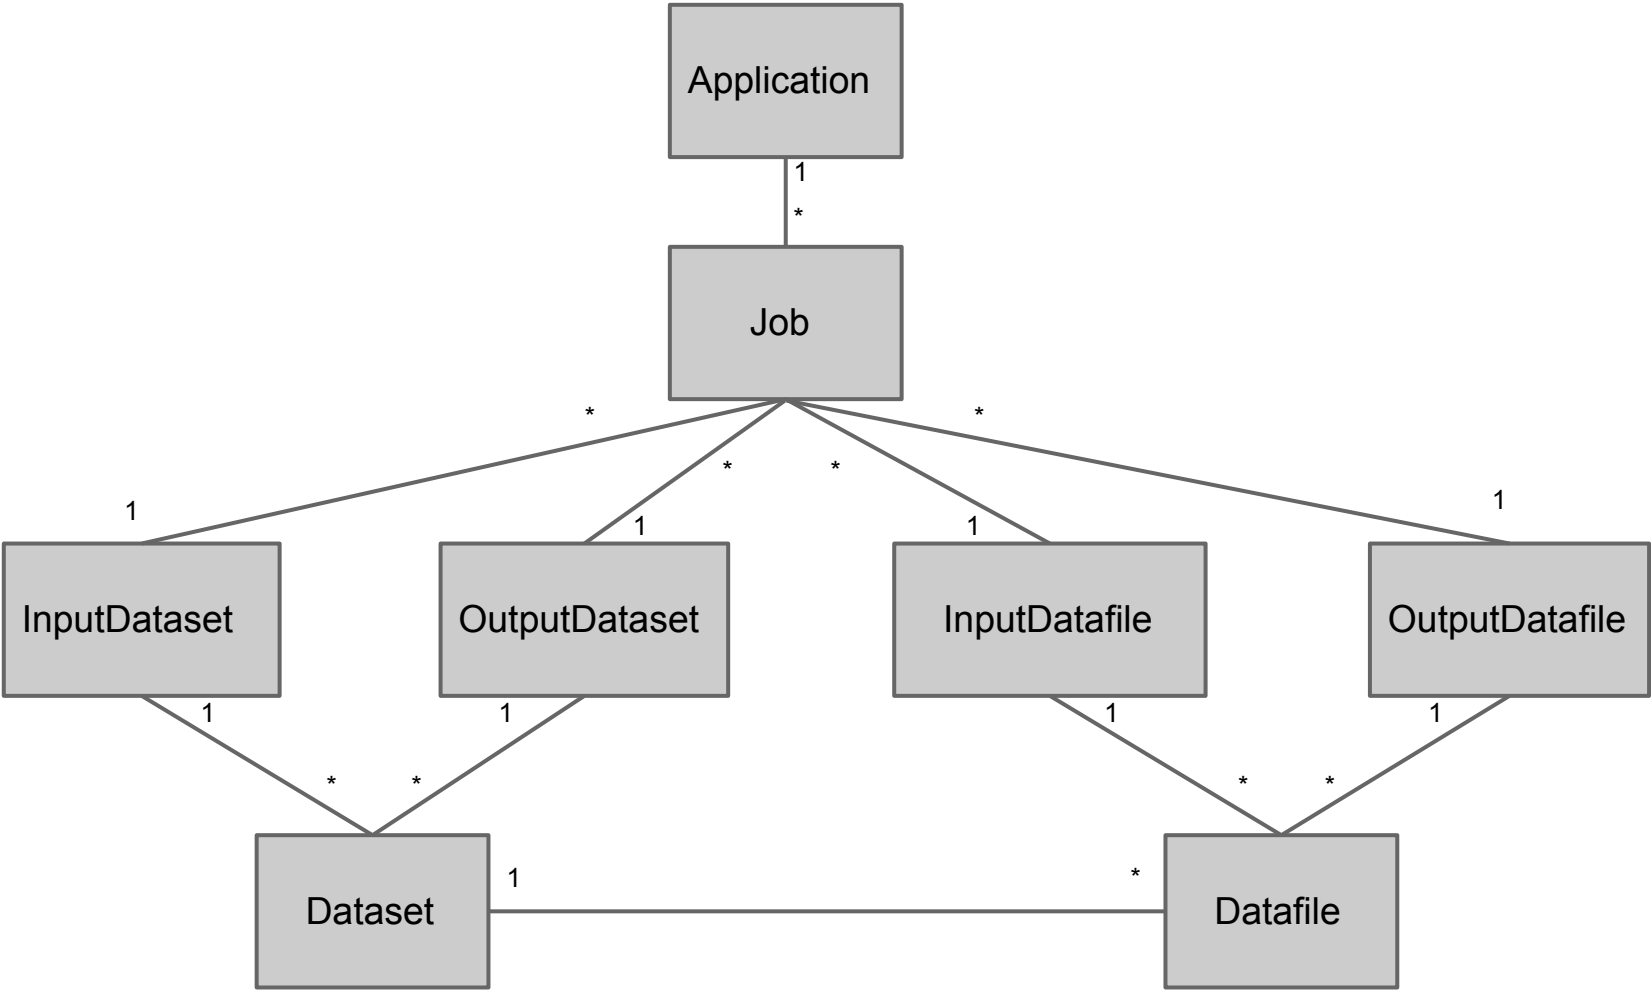 Application
1
*
Job
*
*
*
*
1
1
1
1
InputDataset
OutputDataset
InputDatafile
OutputDatafile
1
1
1
1
*
*
*
*
1
*
Dataset
Datafile